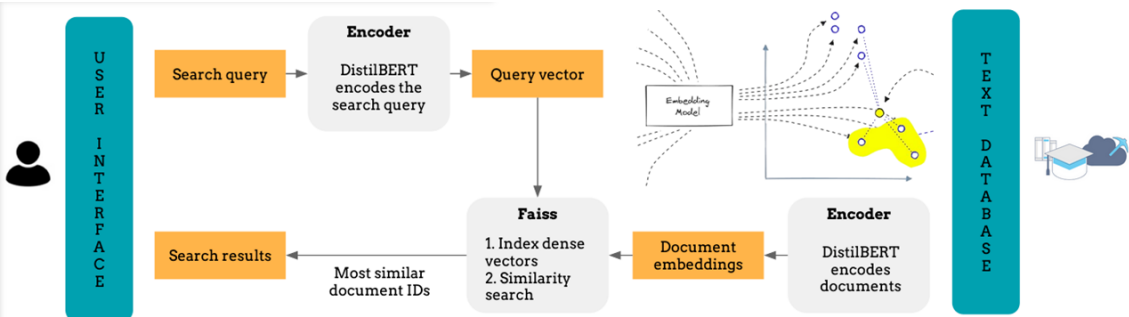 USER INTERFACE
Search query
Encoder
DistilBERT
encodes the
search query
Query vector
Embedding
Model
TEXT DATABASE
Search results
Most similar
document IDs
Faiss
1. Index dense
vectors
2. Similarity
search
Document
embeddings
Encoder
DistilBERT
encodes
documents